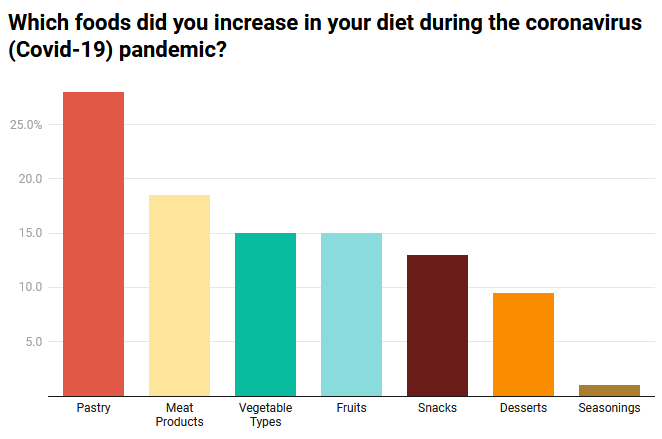 Which foods did you increase in your diet during the coronavirus
(Covid-19) pandemic?
25.0%
20.0
15.0
10.0
5.0
Pastry
Meat
Products
Vegetable
Types
Fruits
Snacks
Desserts
Seasonings